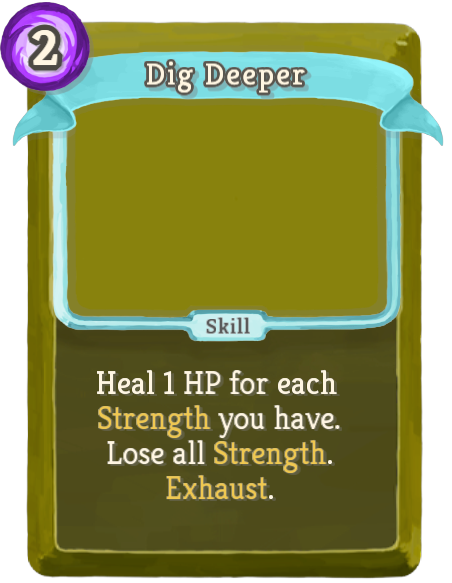 2
Dig Deeper
Skill
Heal 1 HP for each
Strength you have.
Lose all Strength.
Exhaust.